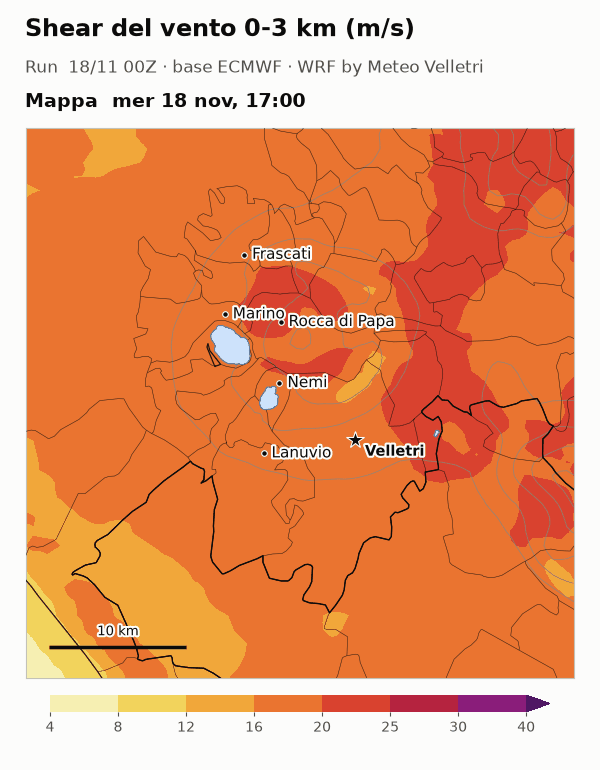 Shear del vento 0-3 km (m/s)
Run  18/11 00Z · base ECMWF · WRF by Meteo Velletri
Mappa  mer 18 nov, 17:00
Frascati
Marino
Rocca di Papa
Nemi
Velletri
Lanuvio
10 km
4 8 12 16 20 25 30 40